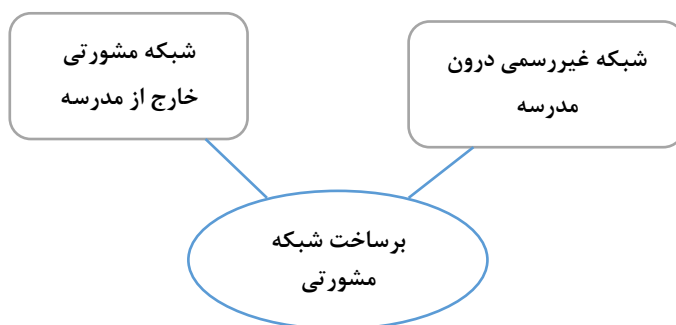 شبکه غیررسمی درون
مدرسه
شبکه مشورتی
خارج از مدرسه
برساخت شبکه
مشورتی